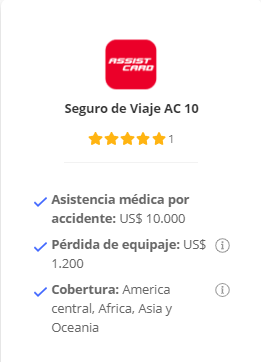 ASSIST
CARD
Seguro de Viaje AC 10
1
Asistencia médica por
accidente: US$ 10.000
Pérdida de equipaje: US$
1.200
Cobertura: America
central, Africa, Asia y
Oceania